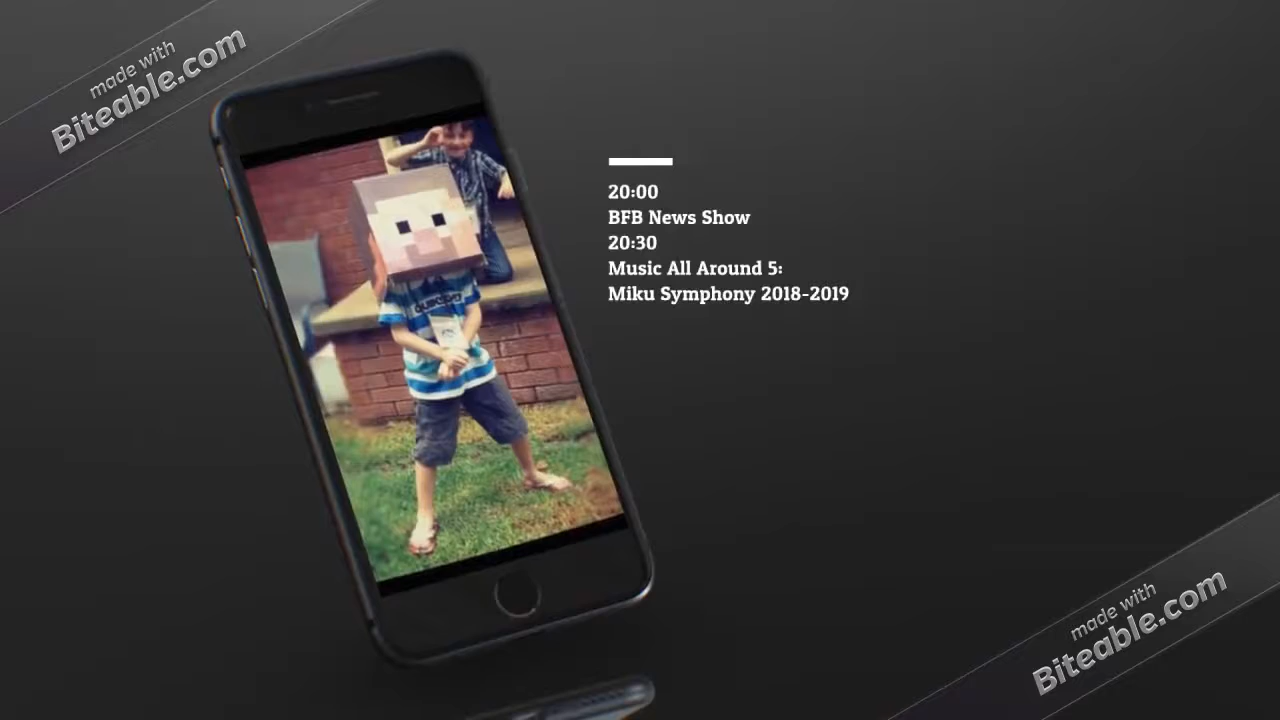 made with
Biteable.com
20:00
BFB News Show
20:30
Music All Around 5:
Miku Symphony 2018-2019
made with
Biteable.com